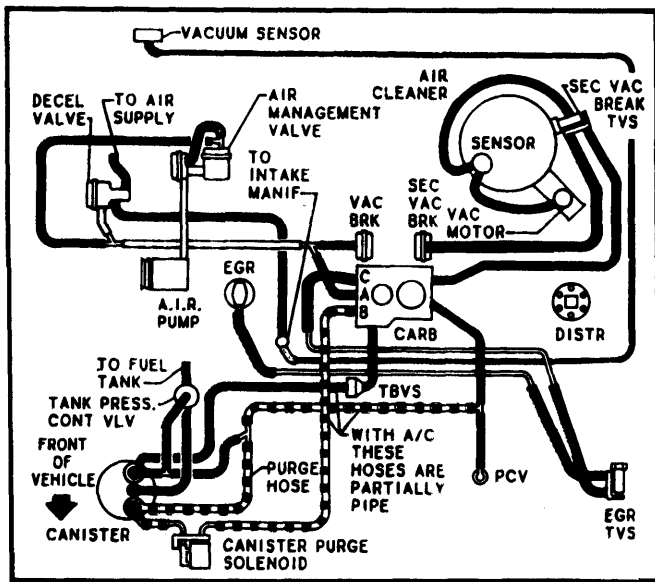 VACUUM SENSOR
DECEL
VALVE
TO AIR
SUPPLY
AIR
MANAGEMENT
VALVE
AIR
CLEANER
SEC VAC
BREAK
TVS
SENSOR
TO
INTAKE
MANIF
VAC
BRK
SEC
VAC
BRK
VAC
MOTOR
EGR
A.I.R.
PUMP
C
A
B
CARB
DISTR
TO FUEL
TANK
TANK PRESS.
CONT VLV
TBVS
FRONT
OF
VEHICLE
PURGE
HOSE
WITH A/C
THESE
HOSES ARE
PARTIALLY
PIPE
PCV
EGR
TVS
CANISTER
CANISTER PURGE
SOLENOID